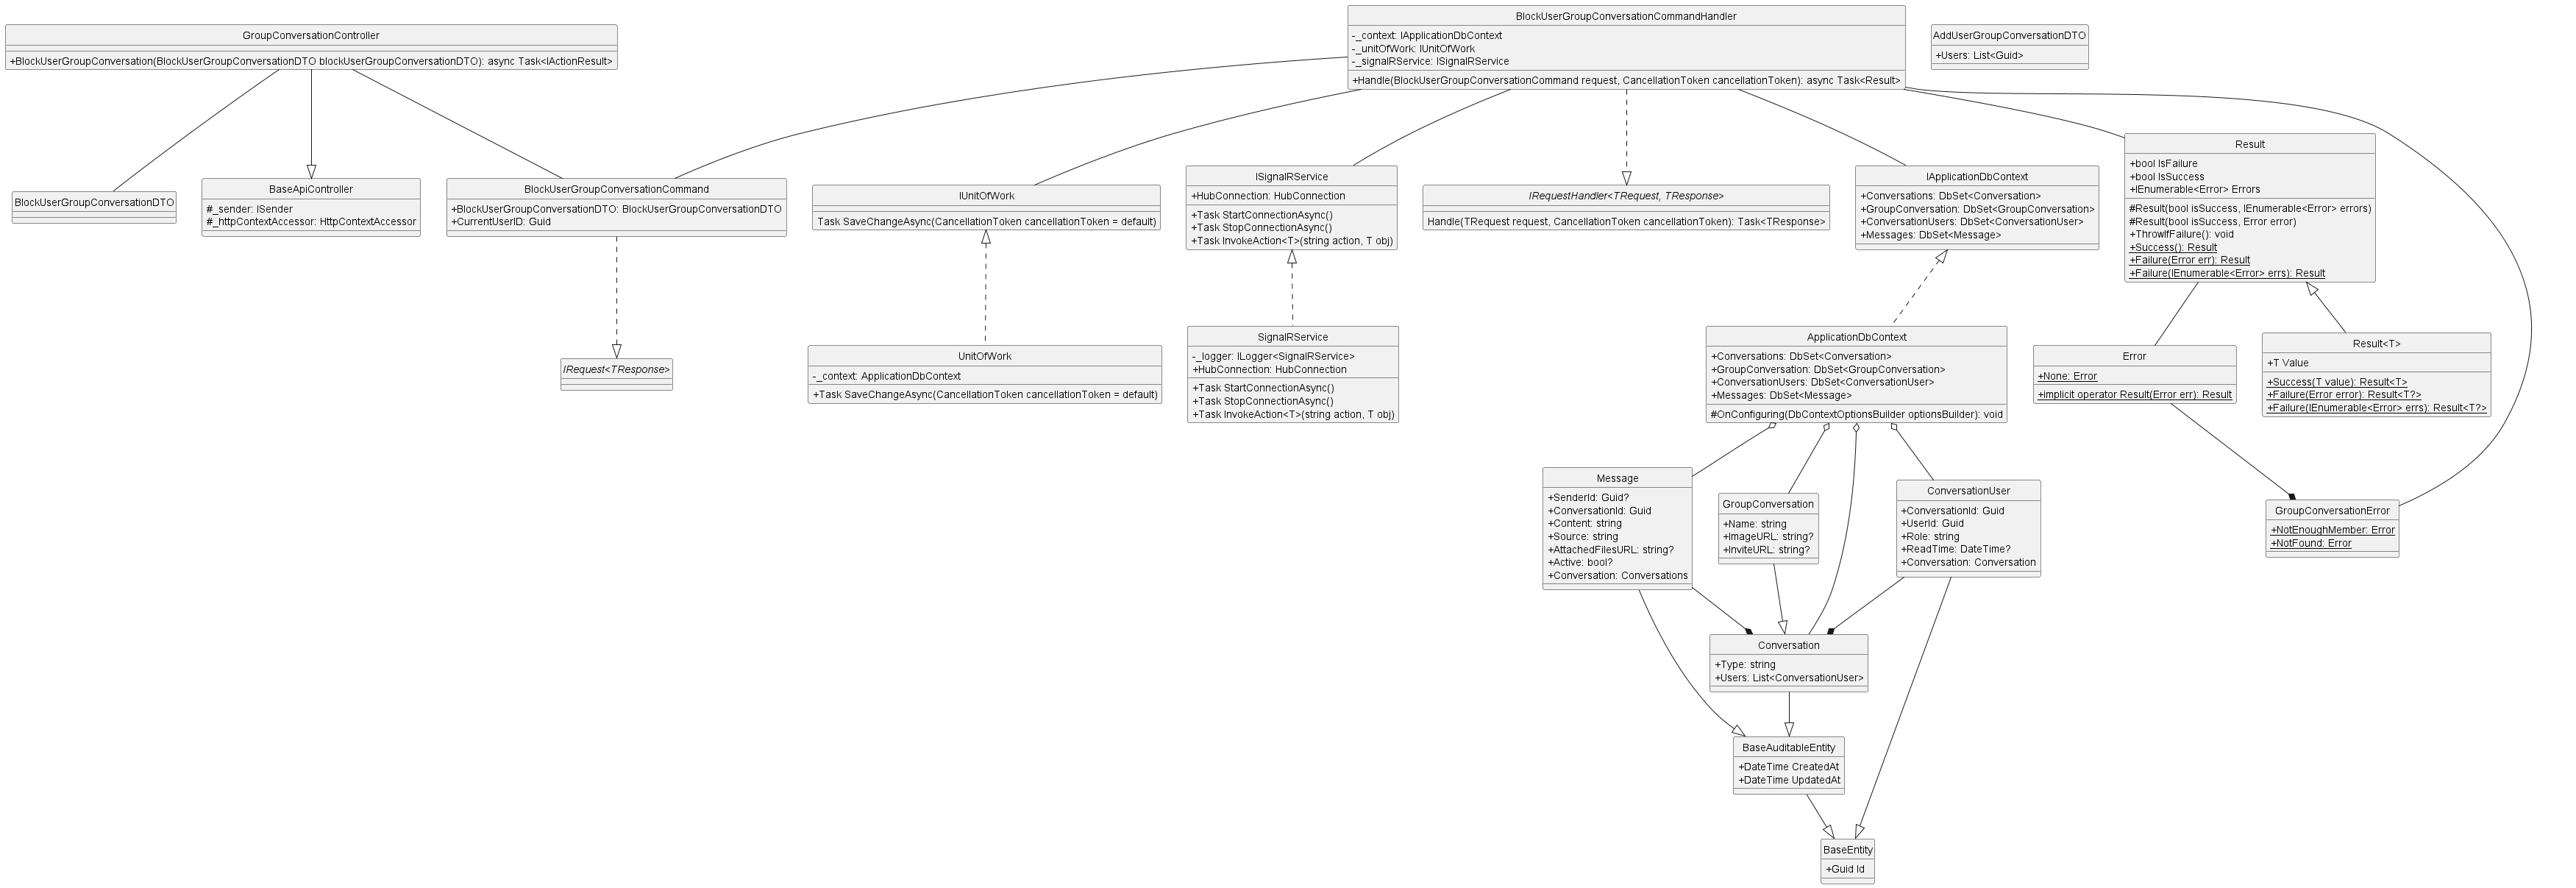 GroupConversationController
+BlockUserGroupConversation(BlockUserGroupConversationDTO blockUserGroupConversationDTO): async Task<IActionResult>
BlockUserGroupConversationCommandHandler
-_context: IApplicationDbContext
-_unitOfWork: IUnitOfWork
-_signalRService: ISignalRService
+Handle(BlockUserGroupConversationCommand request, CancellationToken cancellationToken): async Task<Result>
AddUserGroupConversationDTO
+Users: List<Guid>
BlockUserGroupConversationDTO
BaseApiController
#_sender: ISender
#_httpContextAccessor: HttpContextAccessor
BlockUserGroupConversationCommand
+BlockUserGroupConversationDTO: BlockUserGroupConversationDTO
+CurrentUserID: Guid
IUnitOfWork
Task SaveChangeAsync(CancellationToken cancellationToken = default)
ISignalRService
+HubConnection: HubConnection
+Task StartConnectionAsync()
+Task StopConnectionAsync()
+Task InvokeAction<T>(string action, T obj)
IRequestHandler<TRequest, TResponse>
Handle(TRequest request, CancellationToken cancellationToken): Task<TResponse>
IApplicationDbContext
+Conversations: DbSet<Conversation>
+GroupConversation: DbSet<GroupConversation>
+ConversationUsers: DbSet<ConversationUser>
+Messages: DbSet<Message>
Result
+bool IsFailure
+bool IsSuccess
+IEnumerable<Error> Errors
#Result(bool isSuccess, IEnumerable<Error> errors)
#Result(bool isSuccess, Error error)
+ThrowIfFailure(): void
+Success(): Result
+Failure(Error err): Result
+Failure(IEnumerable<Error> errs): Result
IRequest<TResponse>
UnitOfWork
-_context: ApplicationDbContext
+Task SaveChangeAsync(CancellationToken cancellationToken = default)
SignalRService
-_logger: ILogger<SignalRService>
+HubConnection: HubConnection
+Task StartConnectionAsync()
+Task StopConnectionAsync()
+Task InvokeAction<T>(string action, T obj)
ApplicationDbContext
+Conversations: DbSet<Conversation>
+GroupConversation: DbSet<GroupConversation>
+ConversationUsers: DbSet<ConversationUser>
+Messages: DbSet<Message>
#OnConfiguring(DbContextOptionsBuilder optionsBuilder): void
Error
+None: Error
+implicit operator Result(Error err): Result
Result<T>
+T Value
+Success(T value): Result<T>
+Failure(Error error): Result<T?>
+Failure(IEnumerable<Error> errs): Result<T?>
Message
+SenderId: Guid?
+ConversationId: Guid
+Content: string
+Source: string
+AttachedFilesURL: string?
+Active: bool?
+Conversation: Conversations
GroupConversation
+Name: string
+ImageURL: string?
+InviteURL: string?
ConversationUser
+ConversationId: Guid
+UserId: Guid
+Role: string
+ReadTime: DateTime?
+Conversation: Conversation
GroupConversationError
+NotEnoughMember: Error
+NotFound: Error
Conversation
+Type: string
+Users: List<ConversationUser>
BaseAuditableEntity
+DateTime CreatedAt
+DateTime UpdatedAt
BaseEntity
+Guid Id